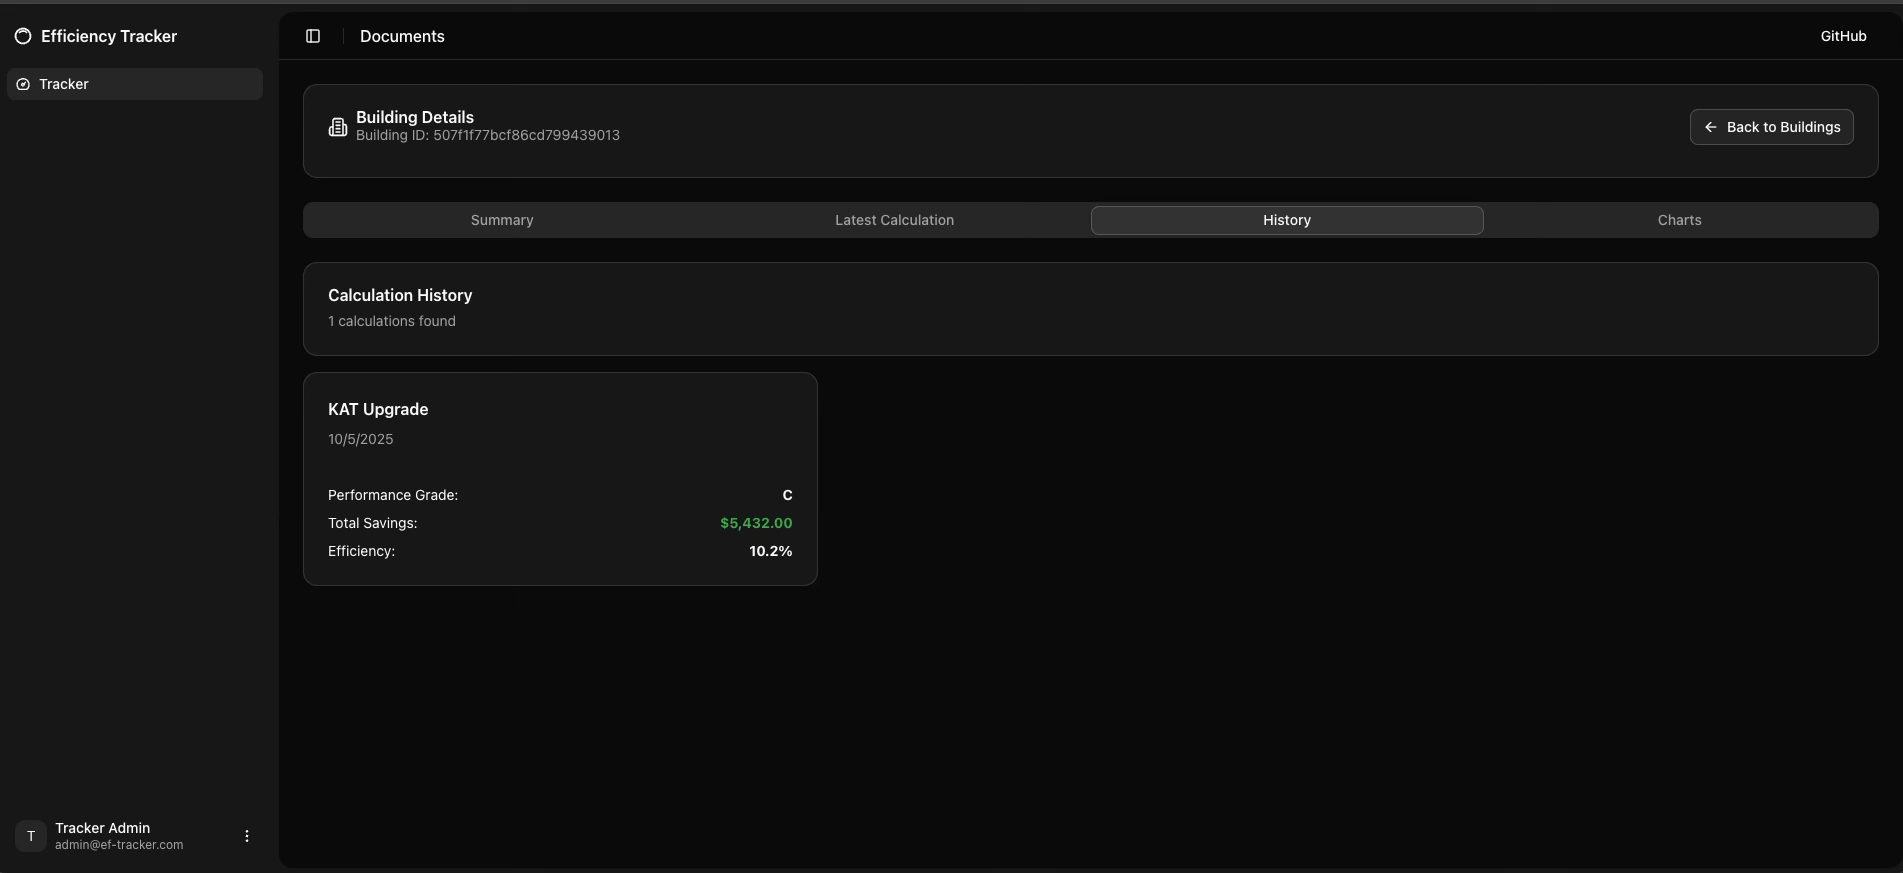 Efficiency Tracker
Tracker
Documents
GitHub
Building Details
Building ID: 507f1f77bcf86cd799439013
Back to Buildings
Summary
Latest Calculation
History
Charts
Calculation History
1 calculations found
KAT Upgrade
10/5/2025
Performance Grade: C
Total Savings: $5,432.00
Efficiency: 10.2%
T
Tracker Admin
admin@ef-tracker.com